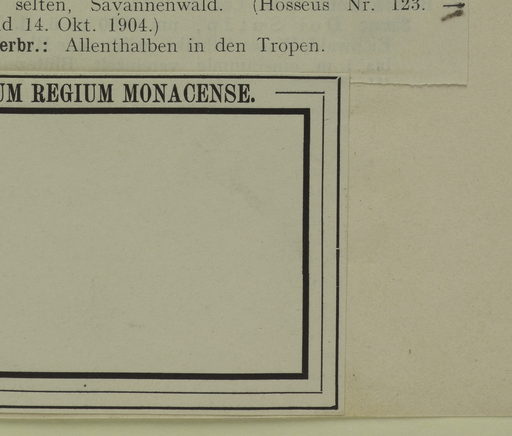 selten, Savannenwald. (Hosseus Nr. 123.
d 14. Okt. 1904.)
erbr.: Allenthalben in den Tropen.
UM REGIUM MONACENSE.